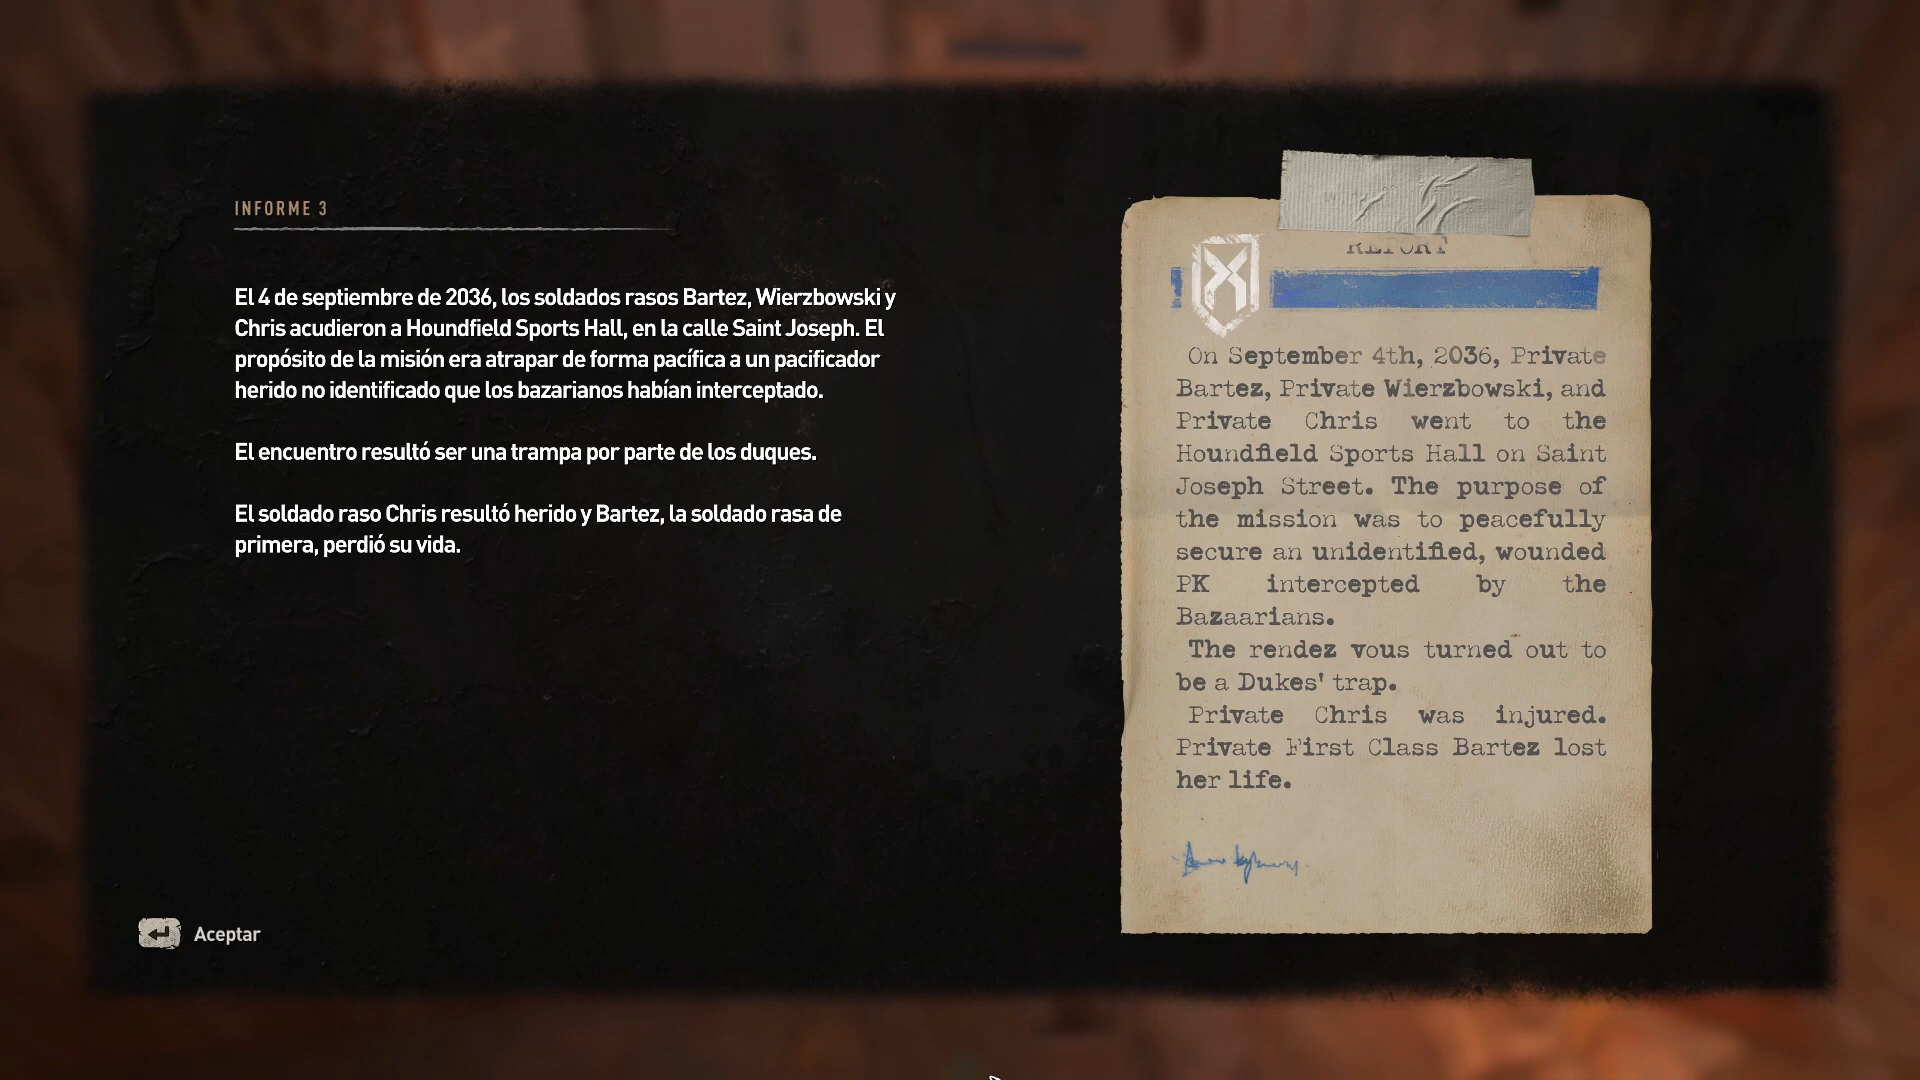 INFORME 3
El 4 de septiembre de 2036, los soldados rasos Bartez, Wierzbowski y
Chris acudieron a Houndfield Sports Hall, en la calle Saint Joseph. El
propósito de la misión era atrapar de forma pacífica a un pacificador
herido no identificado que los bazarianos habían interceptado.
El encuentro resultó ser una trampa por parte de los duques.
El soldado raso Chris resultó herido y Bartez, la soldado rasa de
primera, perdió su vida.
Aceptar
REPORT
On September 4th, 2036, Private
Bartez, Private Wierzbowski, and
Private Chris went to the
Houndfield Sports Hall on Saint
Joseph Street. The purpose of
the mission was to peacefully
secure an unidentified, wounded
PK intercepted by the
Bazaarians.
The rendez vous turned out to
be a Dukes' trap.
Private Chris was injured.
Private First Class Bartez lost
her life.